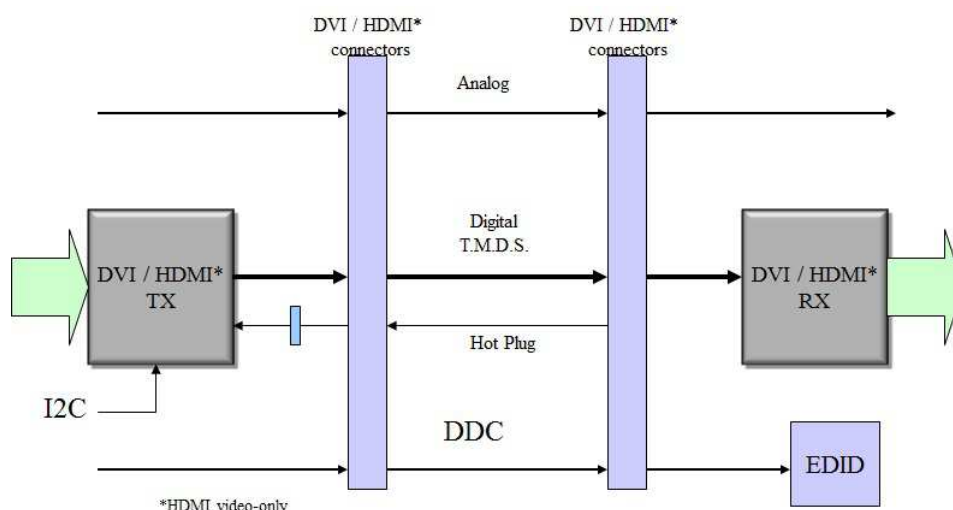 DVI / HDMI*
connectors
DVI / HDMI*
connectors
Analog
Digital
T.M.D.S.
DVI / HDMI*
TX
DVI / HDMI*
RX
Hot Plug
I2C
DDC
EDID
*HDMI video-only